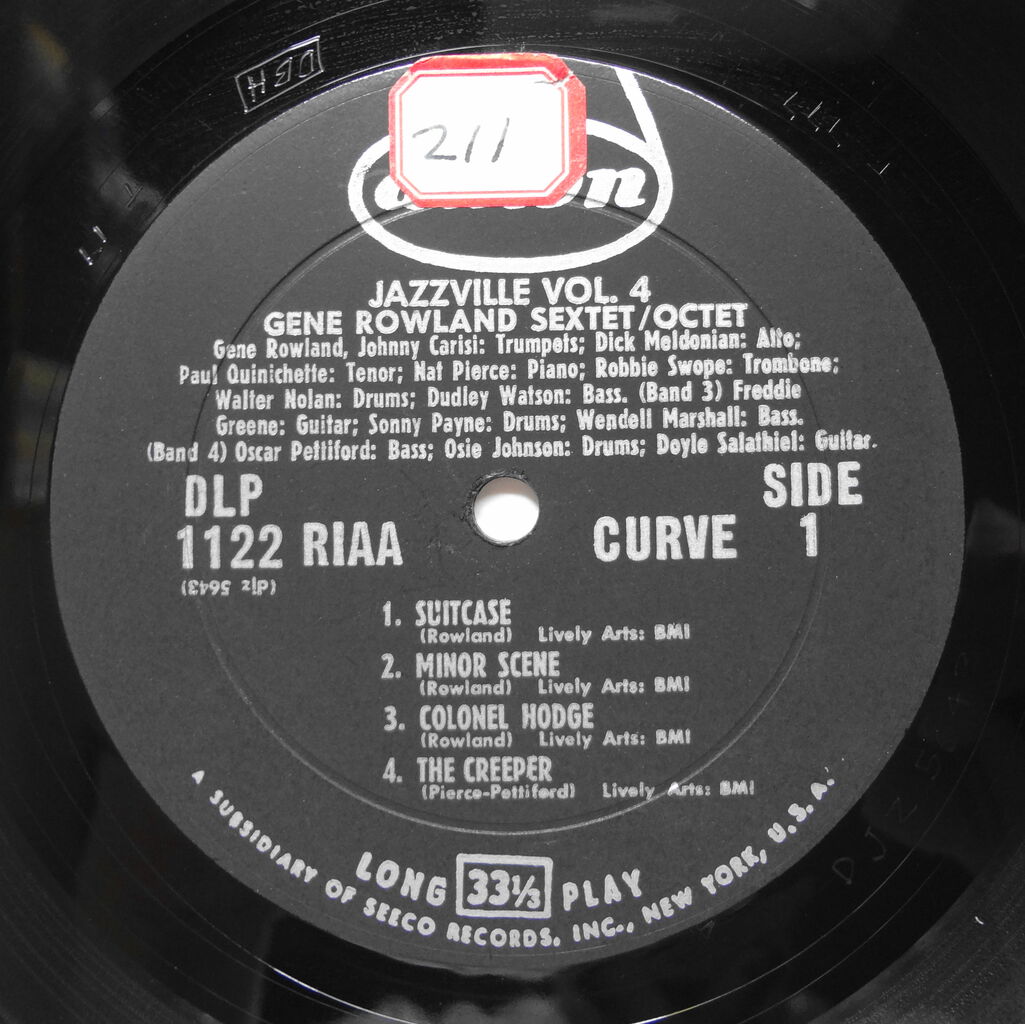 DBH
211
JAZZVILLE VOL. 4
GENE ROWLAND SEXTET/OCTET
Gene Rowland, Johnny Carisi: Trumpets; Dick Meldonian: Alto;
Paul Quinichette: Tenor; Nat Pierce: Piano; Robbie Swope: Trombone;
Walter Nolan: Drums; Dudley Watson: Bass. (Band 3) Freddie
Greene: Guitar; Sonny Payne: Drums; Wendell Marshall: Bass.
(Band 4) Oscar Pettiford: Bass; Osie Johnson: Drums; Doyle Salathiel: Guitar.
DLP SIDE
1122 RIAA CURVE 1
(djz 5643)
1. SUITCASE
(Rowland) Lively Arts: BMI
2. MINOR SCENE
(Rowland) Lively Arts: BMI
3. COLONEL HODGE
(Rowland) Lively Arts: BMI
4. THE CREEPER
(Pierce-Pettiford) Lively Arts: BMI
LONG 33⅓ PLAY
A SUBSIDIARY OF SEECO RECORDS, INC., NEW YORK, U.S.A.